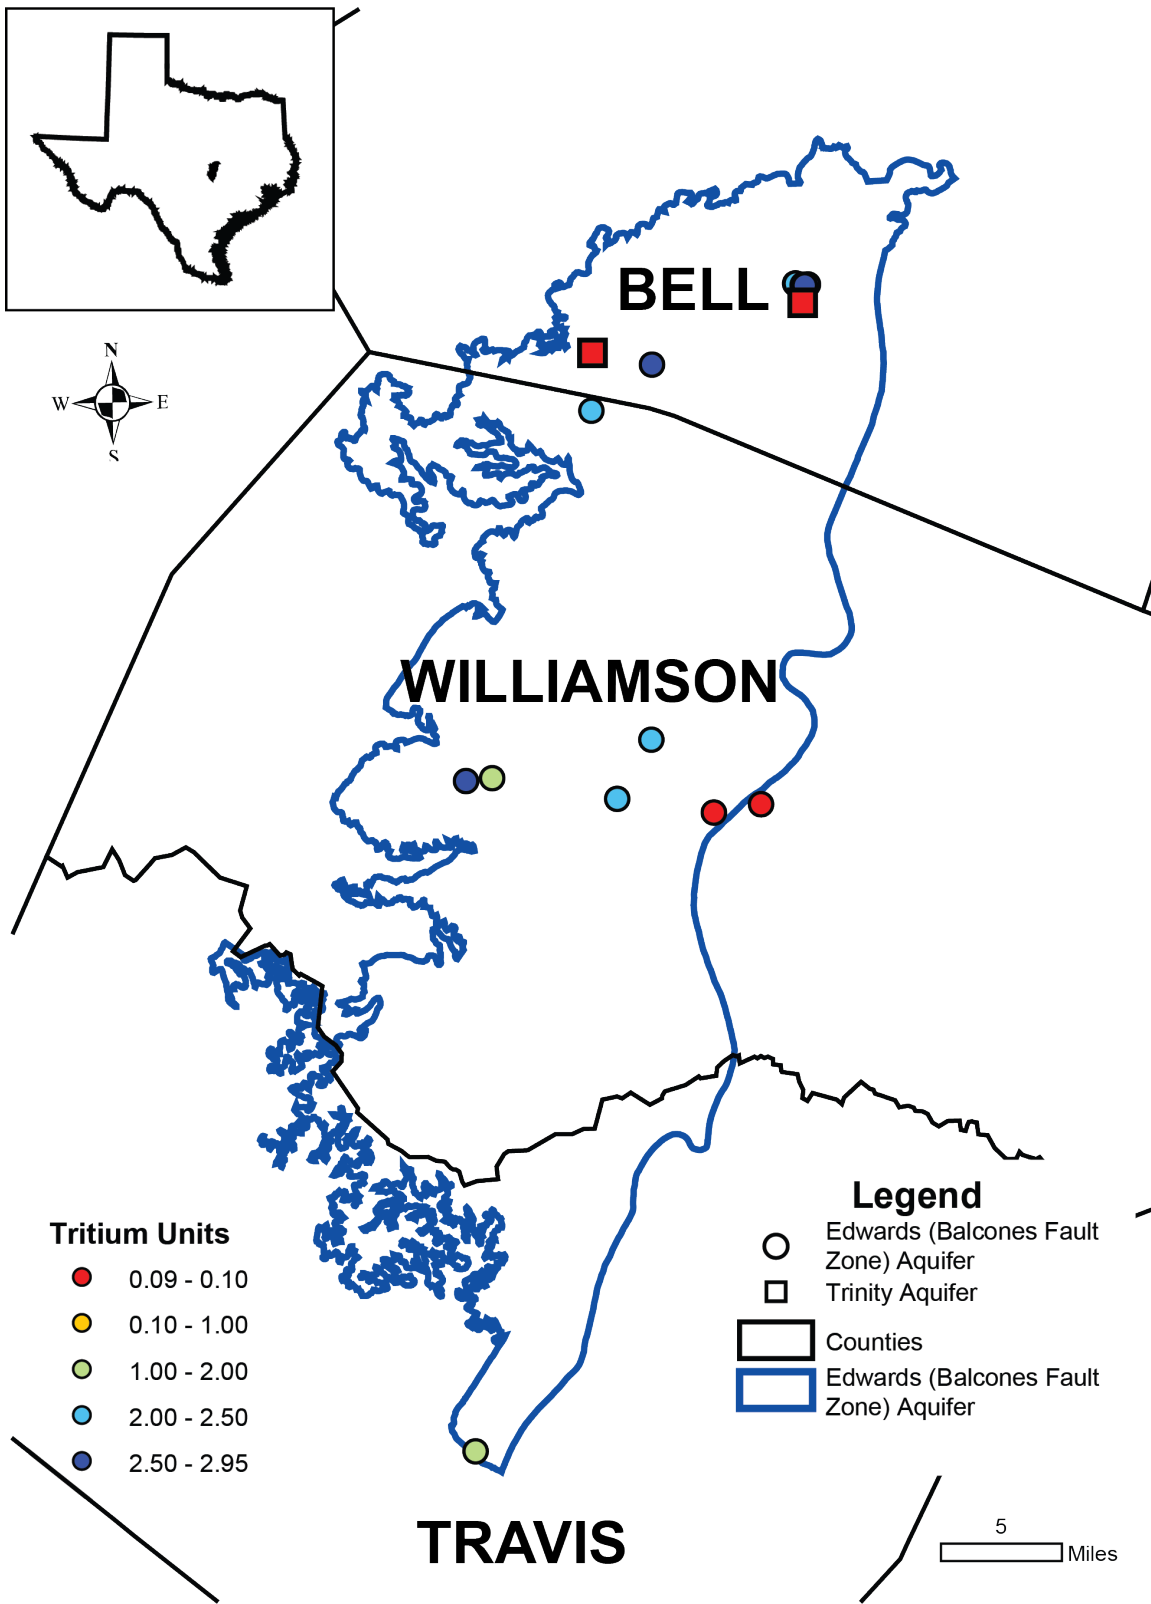 BELL
N
W E
S
WILLIAMSON
Legend
Edwards (Balcones Fault
Zone) Aquifer
Trinity Aquifer
Counties
Edwards (Balcones Fault
Zone) Aquifer
Tritium Units
0.09 - 0.10
0.10 - 1.00
1.00 - 2.00
2.00 - 2.50
2.50 - 2.95
TRAVIS
5
Miles